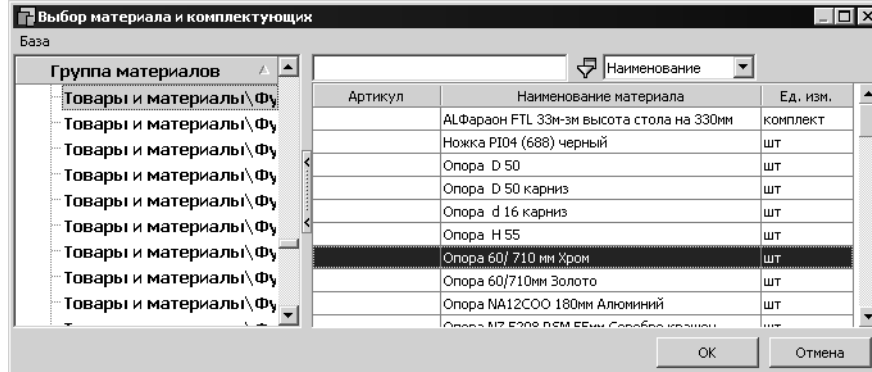 Выбор материала и комплектующих
База
Группа материалов
Наименование
Товары и материалы\Фу
Товары и материалы\Фу
Товары и материалы\Фу
Товары и материалы\Фу
Товары и материалы\Фу
Товары и материалы\Фу
Товары и материалы\Фу
Товары и материалы\Фу
Товары и материалы\Фу
Артикул Наименование материала Ед. изм.
ALФараон FTL 33м-зм высота стола на 330мм комплект
Ножка PI04 (688) черный шт
Опора D 50 шт
Опора D 50 карниз шт
Опора d 16 карниз шт
Опора H 55 шт
Опора 60/ 710 мм Хром шт
Опора 60/710мм Золото шт
Опора NA12COO 180мм Алюминий шт
OK Отмена